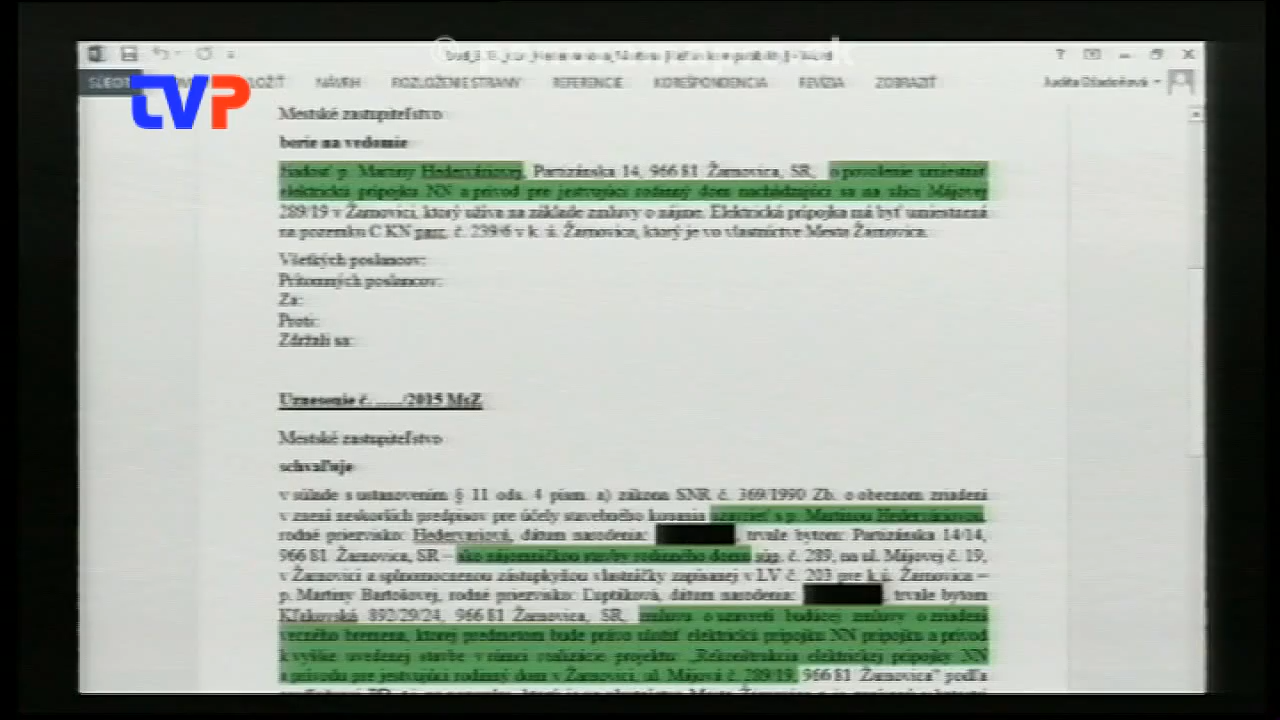 TVP
SÚBOR
NÁVRH ROZLOŽENIE STRANY REFERENCIE KOREŠPONDENCIA REVÍZIA ZOBRAZIŤ
Mestské zastupiteľstvo
berie na vedomie
žiadosť p. Martiny Hederváriovej, Partizánska 14, 966 81 Žarnovica, SR, o povolenie umiestniť
elektrickú prípojku NN a prívod pre jestvujúci rodinný dom nachádzajúci sa na ulici Májovej
289/19 v Žarnovici, ktorý užíva na základe zmluvy o nájme. Elektrická prípojka má byť umiestnená
na pozemku C KN parc. č. 239/6 v k. ú. Žarnovica, ktorý je vo vlastníctve Mesta Žarnovica.
Všetkých poslancov:
Prítomných poslancov:
Za:
Proti:
Zdržali sa:
Uznesenie č. ....../2015 MsZ
Mestské zastupiteľstvo
schvaľuje
v súlade s ustanovením § 11 ods. 4 písm. a) zákona SNR č. 369/1990 Zb. o obecnom zriadení
v znení neskorších predpisov pre účely stavebného konania uzavrieť s p. Martinou Hederváriovou,
rodné priezvisko: Hedervariová, dátum narodenia: , trvale bytom: Partizánska 14/14,
966 81 Žarnovica, SR – ako nájomníčkou stavby rodinného domu súp. č. 289, na ul. Májovej č. 19,
v Žarnovici a splnomocnenou zástupkyňou vlastníčky zapísanej v LV č. 203 pre k.ú. Žarnovica –
p. Martiny Bartošovej, rodné priezvisko: Ľuptáková, dátum narodenia: , trvale bytom
Kľakovská 892/29/24, 966 81 Žarnovica, SR, zmluvu o uzavretí budúcej zmluvy o zriadení
vecného bremena, ktorej predmetom bude právo uložiť elektrickú prípojku NN prípojku a prívod
k vyššie uvedenej stavbe v rámci realizácie projektu „Rekonštrukcia elektrickej prípojky NN
a prívodu pre jestvujúci rodinný dom v Žarnovici, ul. Májová č. 289/19, 966 81 Žarnovica" podľa